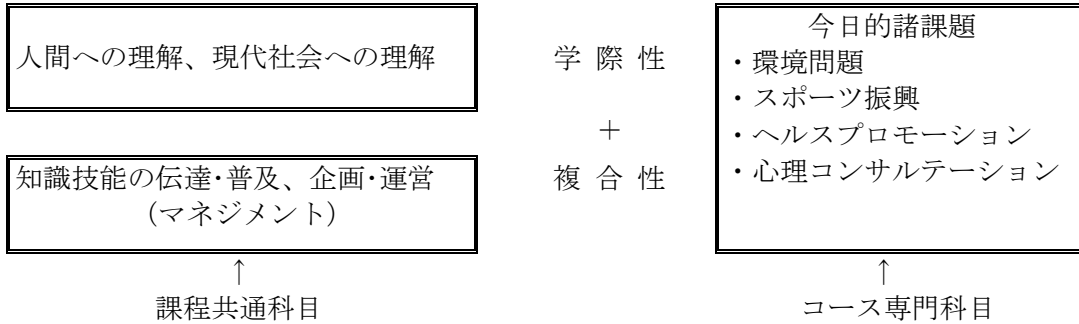 人間への理解、現代社会への理解
知識技能の伝達･普及、企画･運営
（マネジメント）
↑
課程共通科目
学 際 性
＋
複 合 性
今日的諸課題
・環境問題
・スポーツ振興
・ヘルスプロモーション
・心理コンサルテーション
↑
コース専門科目